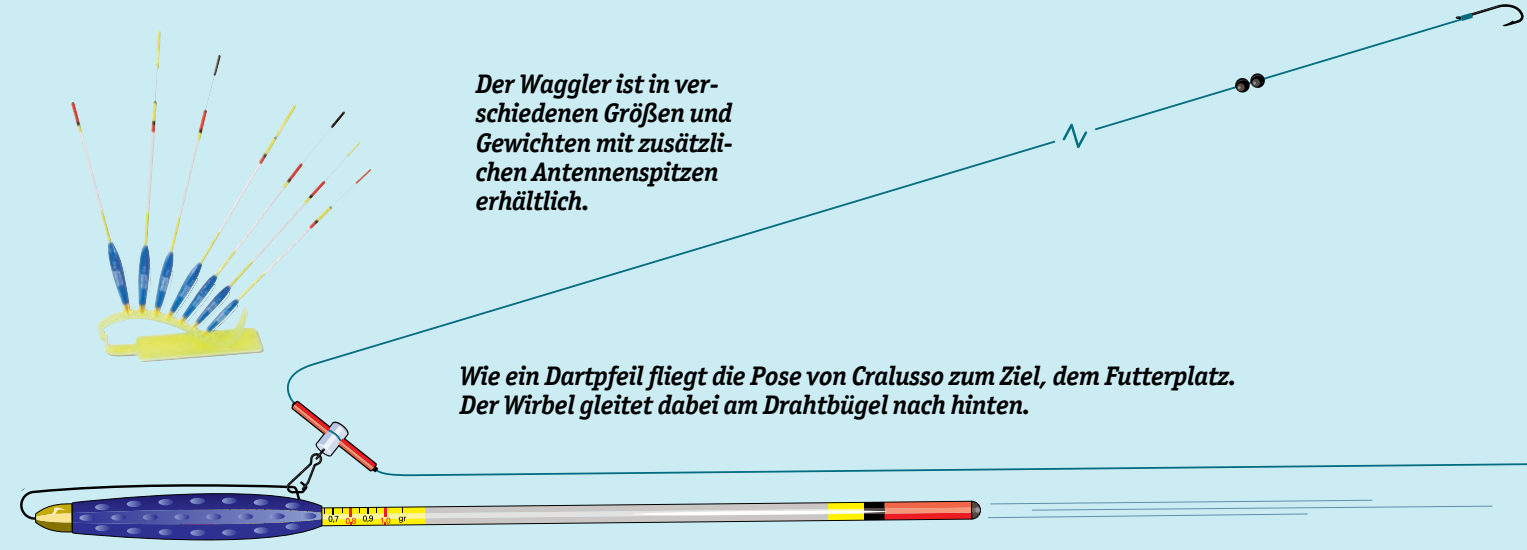 Der Waggler ist in ver-
schiedenen Größen und
Gewichten mit zusätzli-
chen Antennenspitzen
erhältlich.
Wie ein Dartpfeil fliegt die Pose von Cralusso zum Ziel, dem Futterplatz.
Der Wirbel gleitet dabei am Drahtbügel nach hinten.
0,7 0,8 0,9 1,0 gr